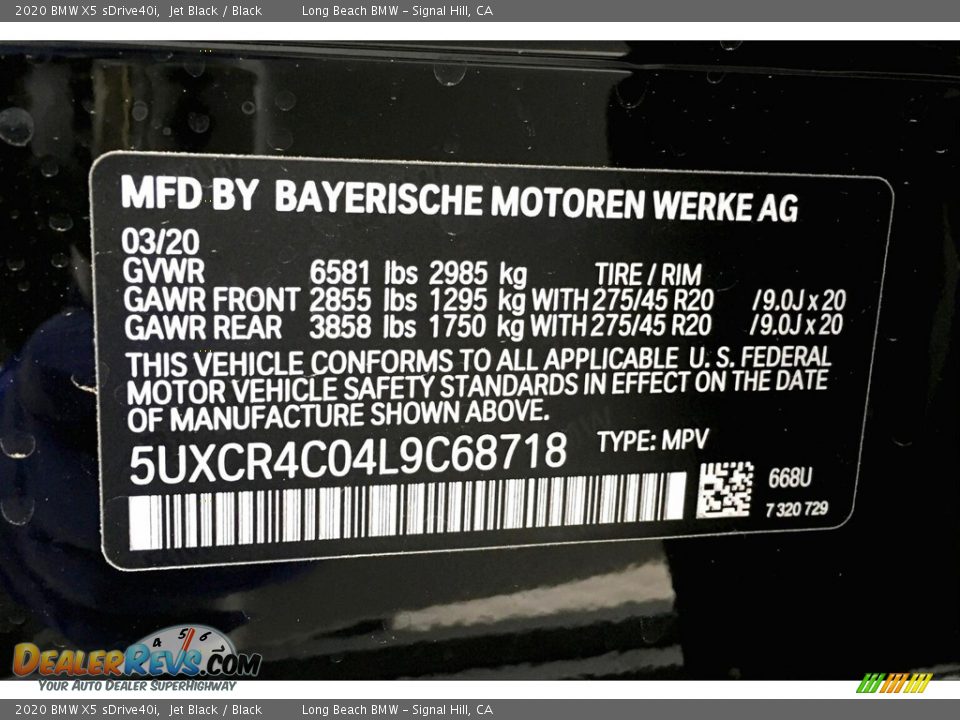 2020 BMW X5 sDrive40i, Jet Black / Black Long Beach BMW - Signal Hill, CA
MFD BY BAYERISCHE MOTOREN WERKE AG
03/20
GVWR 6581 lbs 2985 kg TIRE / RIM
GAWR FRONT 2855 lbs 1295 kg WITH 275/45 R20 / 9.0J x 20
GAWR REAR 3858 lbs 1750 kg WITH 275/45 R20 / 9.0J x 20
THIS VEHICLE CONFORMS TO ALL APPLICABLE U. S. FEDERAL
MOTOR VEHICLE SAFETY STANDARDS IN EFFECT ON THE DATE
OF MANUFACTURE SHOWN ABOVE.
5UXCR4C04L9C68718 TYPE: MPV
668U
7 320 729
4 5 6
DEALERREVS.COM
YOUR AUTO DEALER SUPERHIGHWAY
2020 BMW X5 sDrive40i, Jet Black / Black Long Beach BMW - Signal Hill, CA